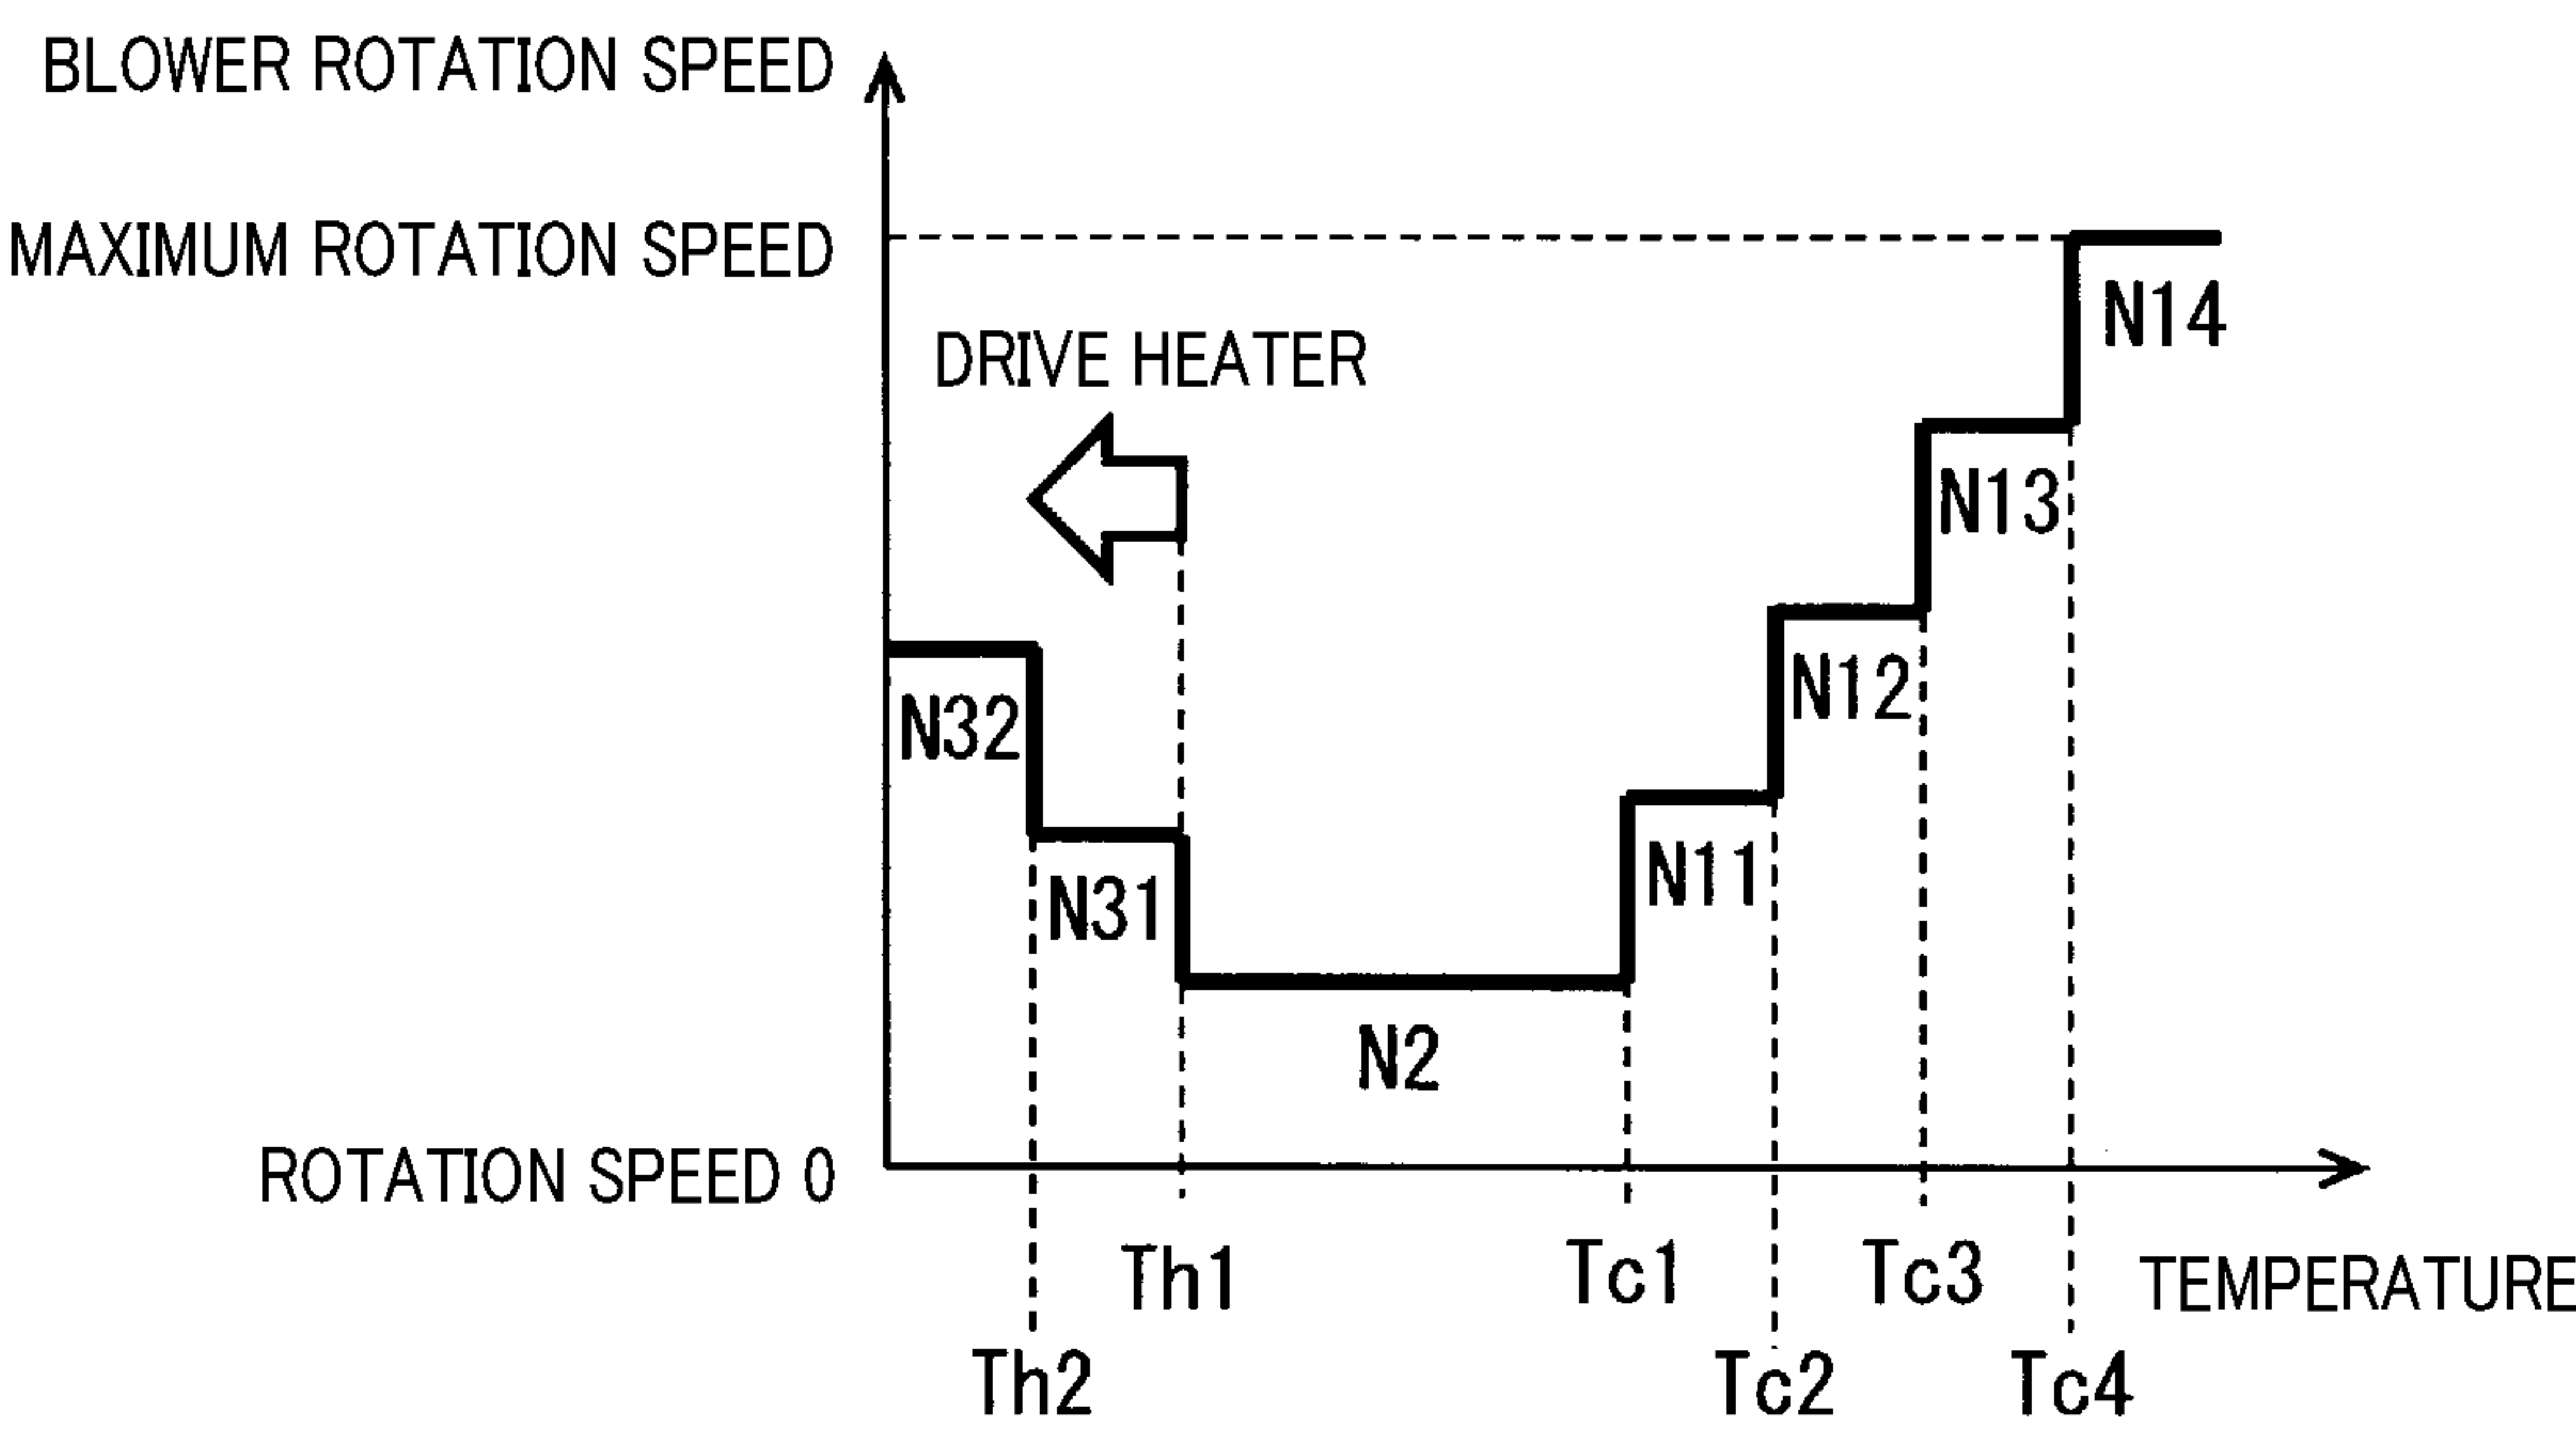 BLOWER ROTATION SPEED
MAXIMUM ROTATION SPEED
N14
DRIVE HEATER
N13
N12
N32
N11
N31
N2
ROTATION SPEED 0
Th1
Tc1
Tc3
TEMPERATURE
Th2
Tc2
Tc4